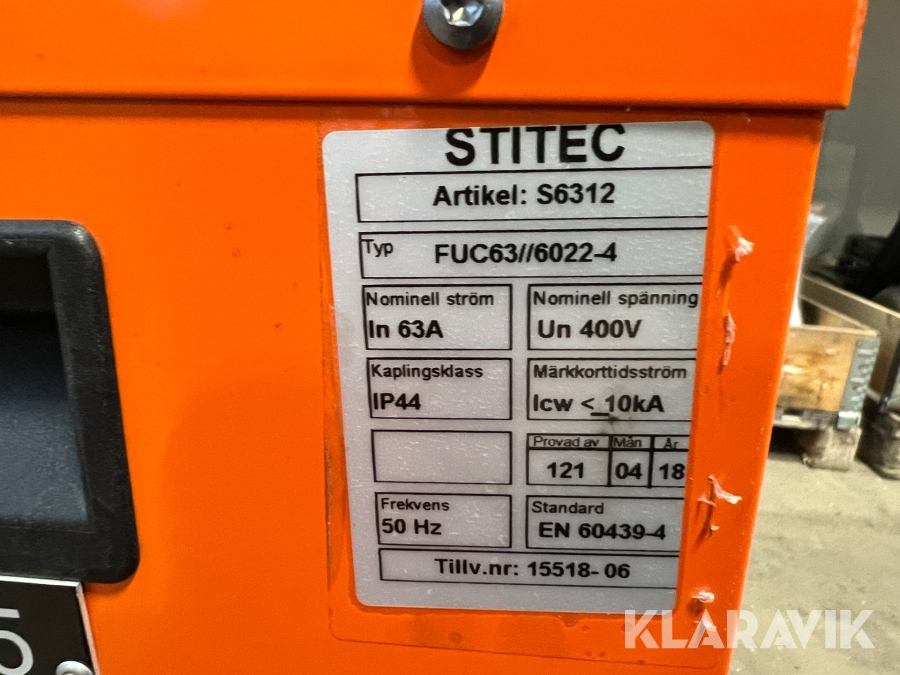 STITEC
Artikel: S6312
Typ FUC63//6022-4
Nominell ström Nominell spänning
In 63A Un 400V
Kaplingsklass Märkkorttidsström
IP44 Icw < 10kA
Provad av Mån År
121 04 18
Frekvens Standard
50 Hz EN 60439-4
Tillv.nr: 15518- 06
KLARAVIK